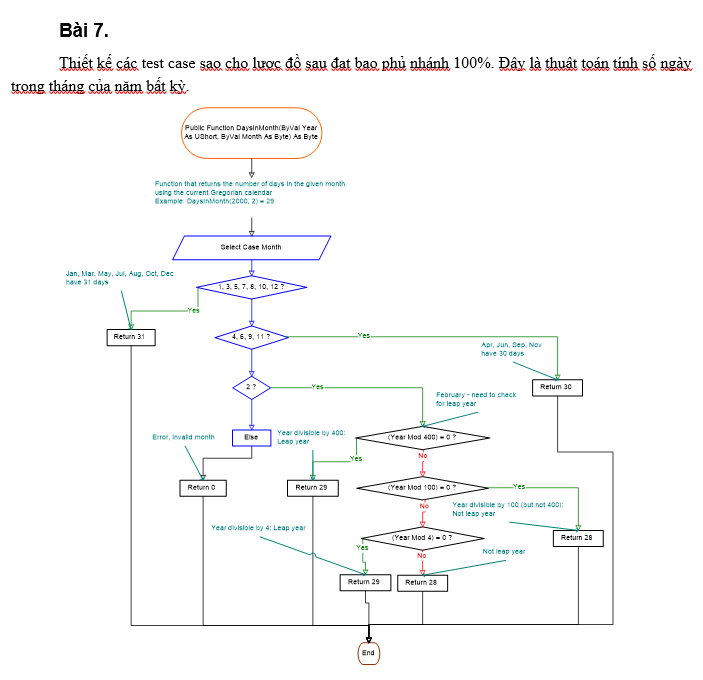 Bài 7.
Thiết kế các test case sao cho lược đồ sau đạt bao phủ nhánh 100%. Đây là thuật toán tính số ngày
trong tháng của năm bất kỳ.
Public Function DaysInMonth(ByVal Year
As UShort, ByVal Month As Byte) As Byte
Function that returns the number of days in the given month
using the current Gregorian calendar
Example: DaysInMonth(2000, 2) = 29
Select Case Month
Jan, Mar, May, Jul, Aug, Oct, Dec
have 31 days
1, 3, 5, 7, 8, 10, 12 ?
Yes
Return 31
4, 6, 9, 11 ?
Yes
Apr, Jun, Sep, Nov
have 30 days
Return 30
2 ?
Yes
February - need to check
for leap year
Error, Invalid month
Else
Year divisible by 400:
Leap year
(Year Mod 400) = 0 ?
Yes
No
Return 0
Return 29
(Year Mod 100) = 0 ?
Yes
No
Year divisible by 100 (but not 400):
Not leap year
Year divisible by 4: Leap year
(Year Mod 4) = 0 ?
Return 28
Yes
No
Not leap year
Return 29
Return 28
End